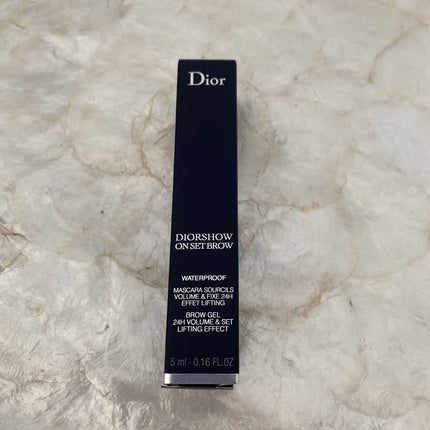 Dior
DIORSHOW
ON SET BROW
WATERPROOF
MASCARA SOURCILS
VOLUME & FIXE 24H
EFFET LIFTING
BROW GEL
24H VOLUME & SET
LIFTING EFFECT
5 ml - 0.16 FL.OZ